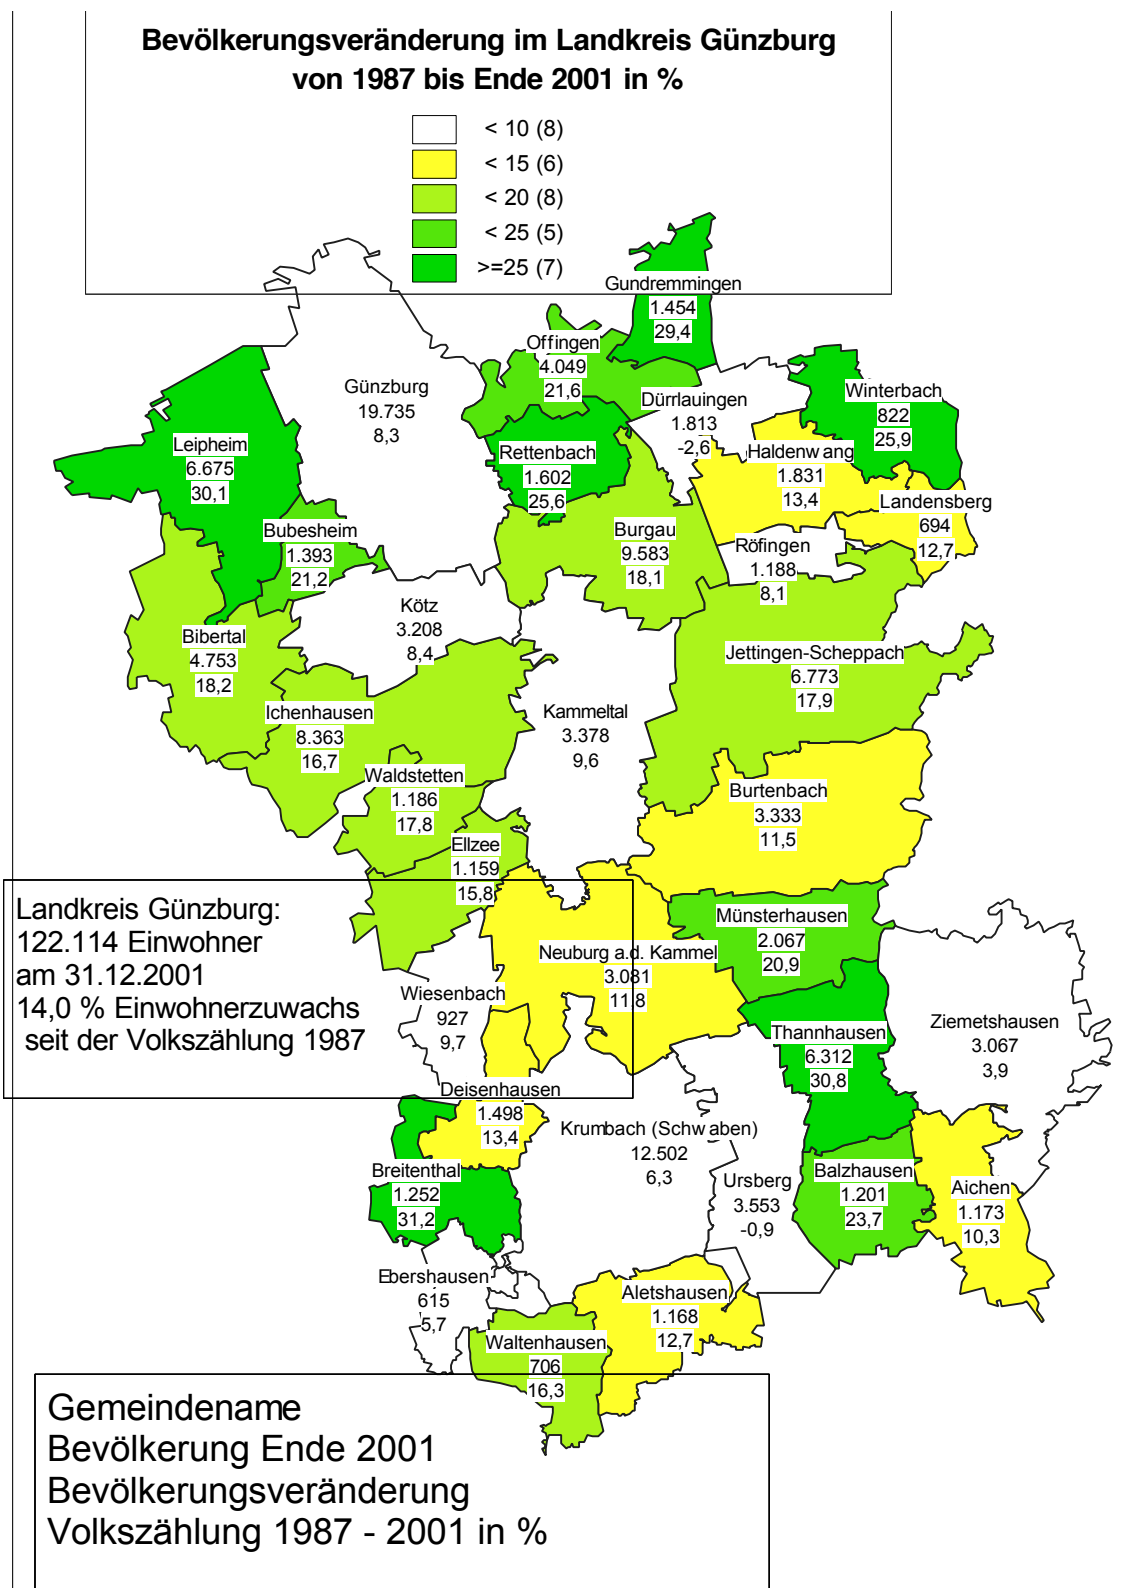 Bevölkerungsveränderung im Landkreis Günzburg
von 1987 bis Ende 2001 in %
< 10 (8)
< 15 (6)
< 20 (8)
< 25 (5)
>=25 (7)
Gundremmingen
1.454
29,4
Offingen
4.049
21,6
Günzburg
19.735
8,3
Dürrlauingen
1.813
-2,6
Winterbach
822
25,9
Leipheim
6.675
30,1
Rettenbach
1.602
25,6
Haldenwang
1.831
13,4
Landensberg
694
12,7
Bubesheim
1.393
21,2
Burgau
9.583
18,1
Röfingen
1.188
8,1
Kötz
3.208
8,4
Bibertal
4.753
18,2
Jettingen-Scheppach
6.773
17,9
Ichenhausen
8.363
16,7
Kammeltal
3.378
9,6
Waldstetten
1.186
17,8
Burtenbach
3.333
11,5
Ellzee
1.159
15,8
Landkreis Günzburg:
122.114 Einwohner
am 31.12.2001
14,0 % Einwohnerzuwachs
seit der Volkszählung 1987
Münsterhausen
2.067
20,9
Neuburg a.d. Kammel
3.081
11,8
Wiesenbach
927
9,7
Thannhausen
6.312
30,8
Ziemetshausen
3.067
3,9
Deisenhausen
1.498
13,4
Krumbach (Schwaben)
12.502
6,3
Breitenthal
1.252
31,2
Ursberg
3.553
-0,9
Balzhausen
1.201
23,7
Aichen
1.173
10,3
Ebershausen
615
5,7
Aletshausen
1.168
12,7
Waltenhausen
706
16,3
Gemeindename
Bevölkerung Ende 2001
Bevölkerungsveränderung
Volkszählung 1987 - 2001 in %